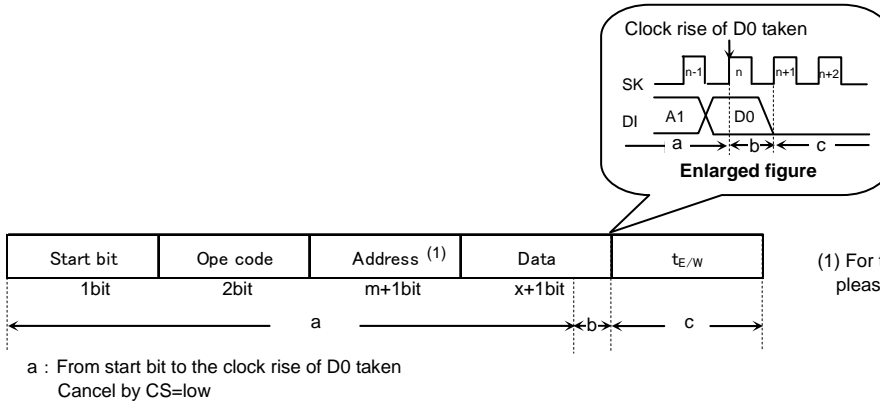 Clock rise of D0 taken
SK n-1 n n+1 n+2
DI A1 D0
a b c
Enlarged figure
Start bit Ope code Address (1) Data tE/W
1bit 2bit m+1bit x+1bit
a b c
(1) For
pleas
a : From start bit to the clock rise of D0 taken
Cancel by CS=low